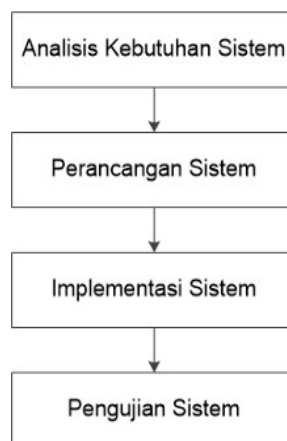 Analisis Kebutuhan Sistem
Perancangan Sistem
Implementasi Sistem
Pengujian Sistem